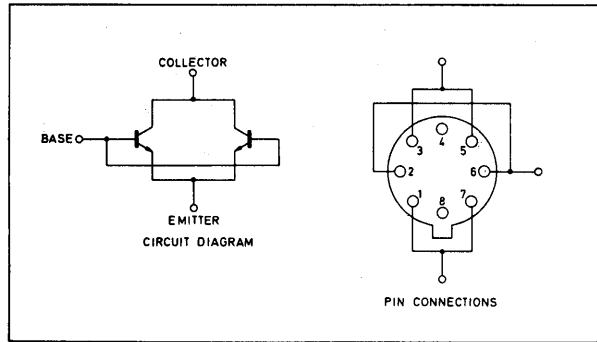 COLLECTOR
BASE
EMITTER
CIRCUIT DIAGRAM
4
3 5
2 6
1 7
8
PIN CONNECTIONS